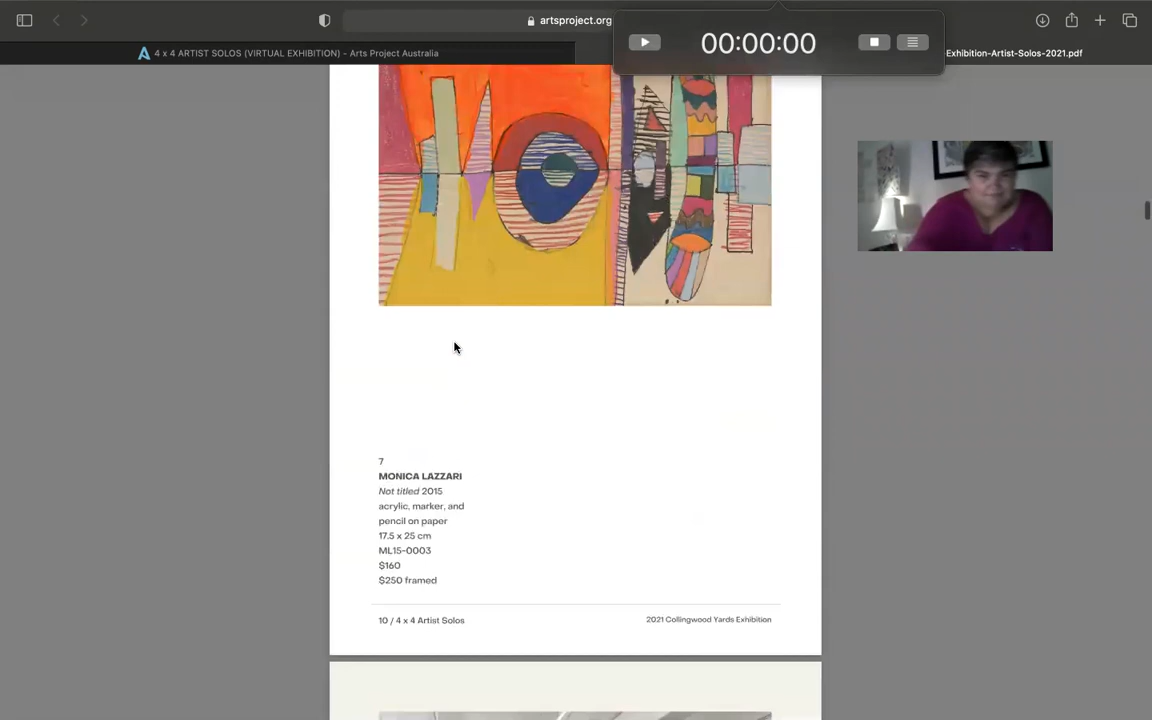 artsproject.org
00:00:00
4 x 4 ARTIST SOLOS (VIRTUAL EXHIBITION) – Arts Project Australia
Exhibition-Artist-Solos-2021.pdf
7
MONICA LAZZARI
Not titled 2015
acrylic, marker, and
pencil on paper
17.5 x 25 cm
ML15-0003
$160
$250 framed
10 / 4 x 4 Artist Solos
2021 Collingwood Yards Exhibition